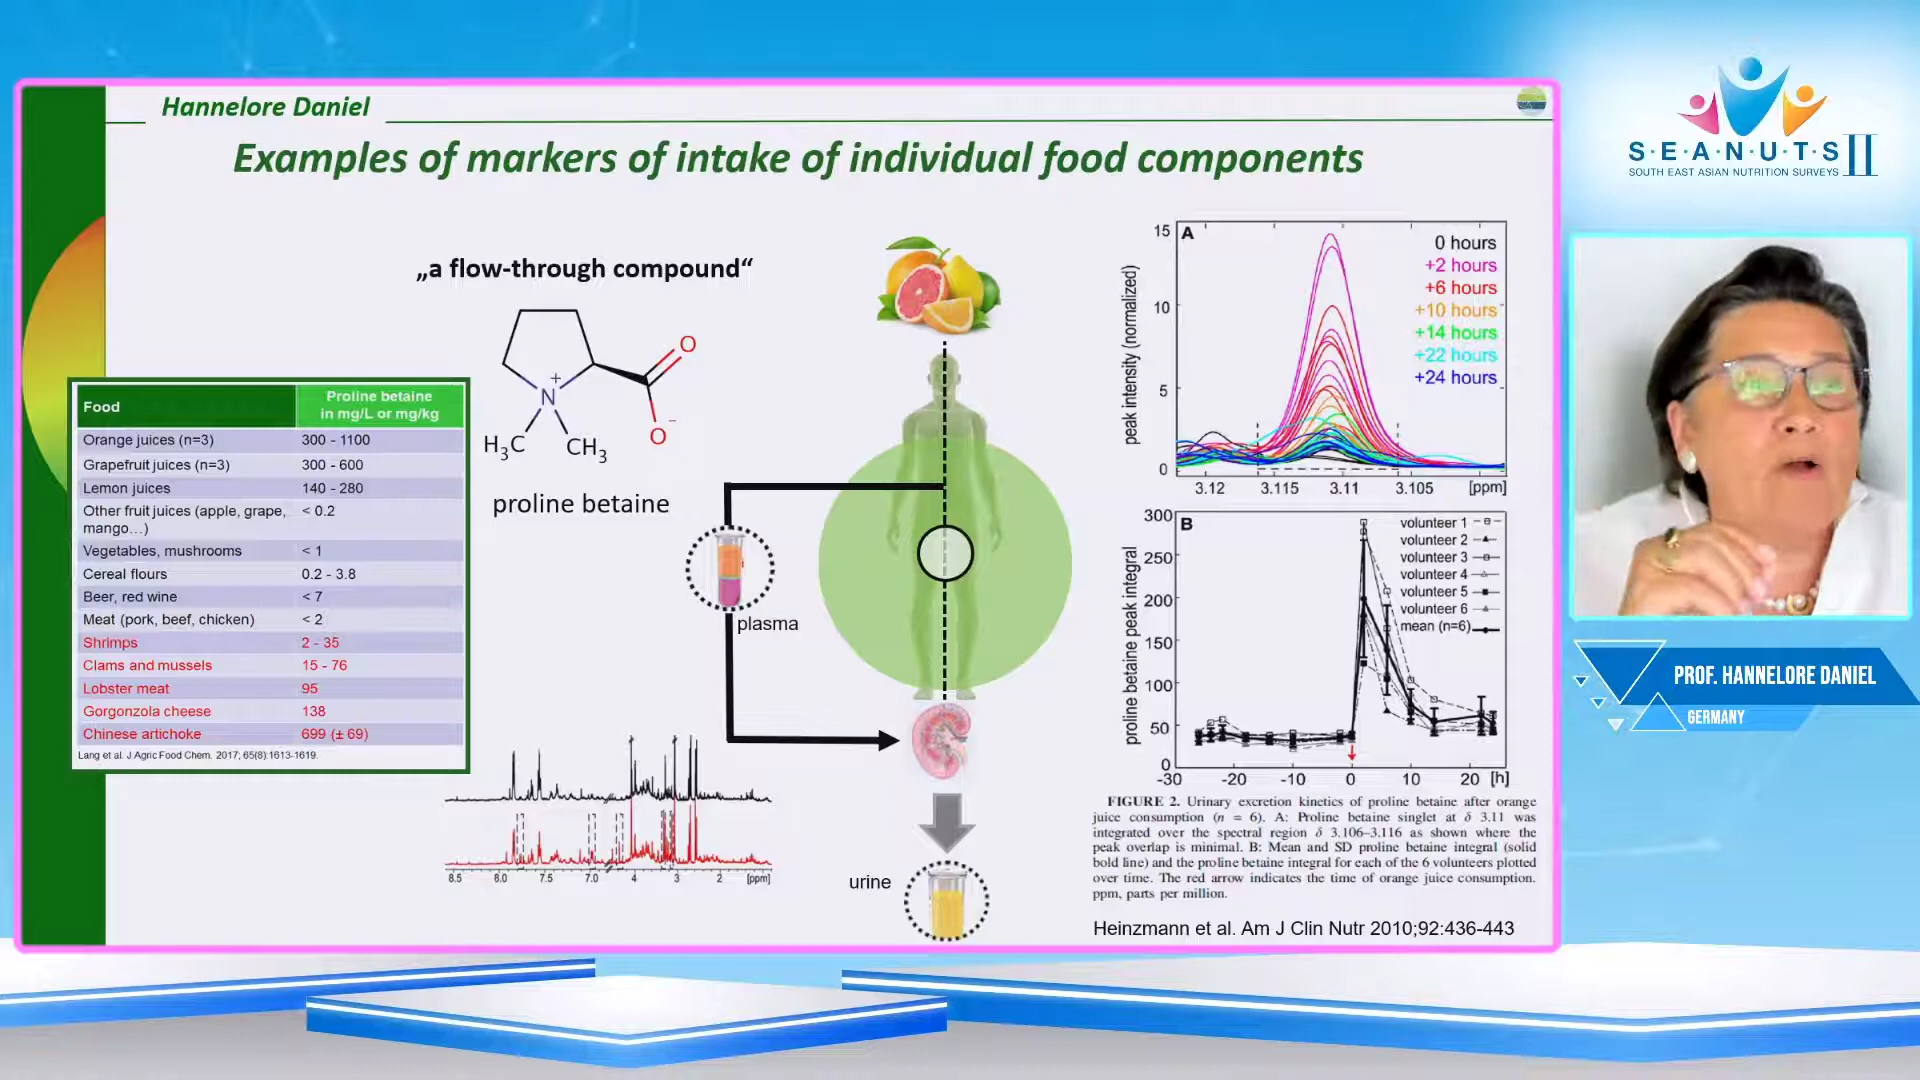 Hannelore Daniel
Examples of markers of intake of individual food components
„a flow-through compound“
O
+
N
O
-
H3C
CH3
proline betaine
Food
Proline betaine
in mg/L or mg/kg
Orange juices (n=3) 300 - 1100
Grapefruit juices (n=3) 300 - 600
Lemon juices 140 - 280
Other fruit juices (apple, grape, < 0.2
mango…)
Vegetables, mushrooms < 1
Cereal flours 0.2 - 3.8
Beer, red wine < 7
Meat (pork, beef, chicken) < 2
Shrimps 2 - 35
Clams and mussels 15 - 76
Lobster meat 95
Gorgonzola cheese 138
Chinese artichoke 699 (± 69)
Lang et al. J Agric Food Chem. 2017; 65(8):1613-1619.
8.5 8.0 7.5 7.0 4 3 2 [ppm]
plasma
urine
A
peak intensity (normalized)
15
10
5
0
0 hours
+2 hours
+6 hours
+10 hours
+14 hours
+22 hours
+24 hours
3.12 3.115 3.11 3.105 [ppm]
B
proline betaine peak integral
300
250
200
150
100
50
0
volunteer 1
volunteer 2
volunteer 3
volunteer 4
volunteer 5
volunteer 6
mean (n=6)
-30 -20 -10 0 10 20 [h]
FIGURE 2. Urinary excretion kinetics of proline betaine after orange
juice consumption (n = 6). A: Proline betaine singlet at δ 3.11 was
integrated over the spectral region δ 3.106–3.116 as shown where the
peak overlap is minimal. B: Mean and SD proline betaine integral (solid
bold line) and the proline betaine integral for each of the 6 volunteers plotted
over time. The red arrow indicates the time of orange juice consumption.
ppm, parts per million.
Heinzmann et al. Am J Clin Nutr 2010;92:436-443
S·E·A·N·U·T·S II
SOUTH EAST ASIAN NUTRITION SURVEYS
PROF. HANNELORE DANIEL
GERMANY